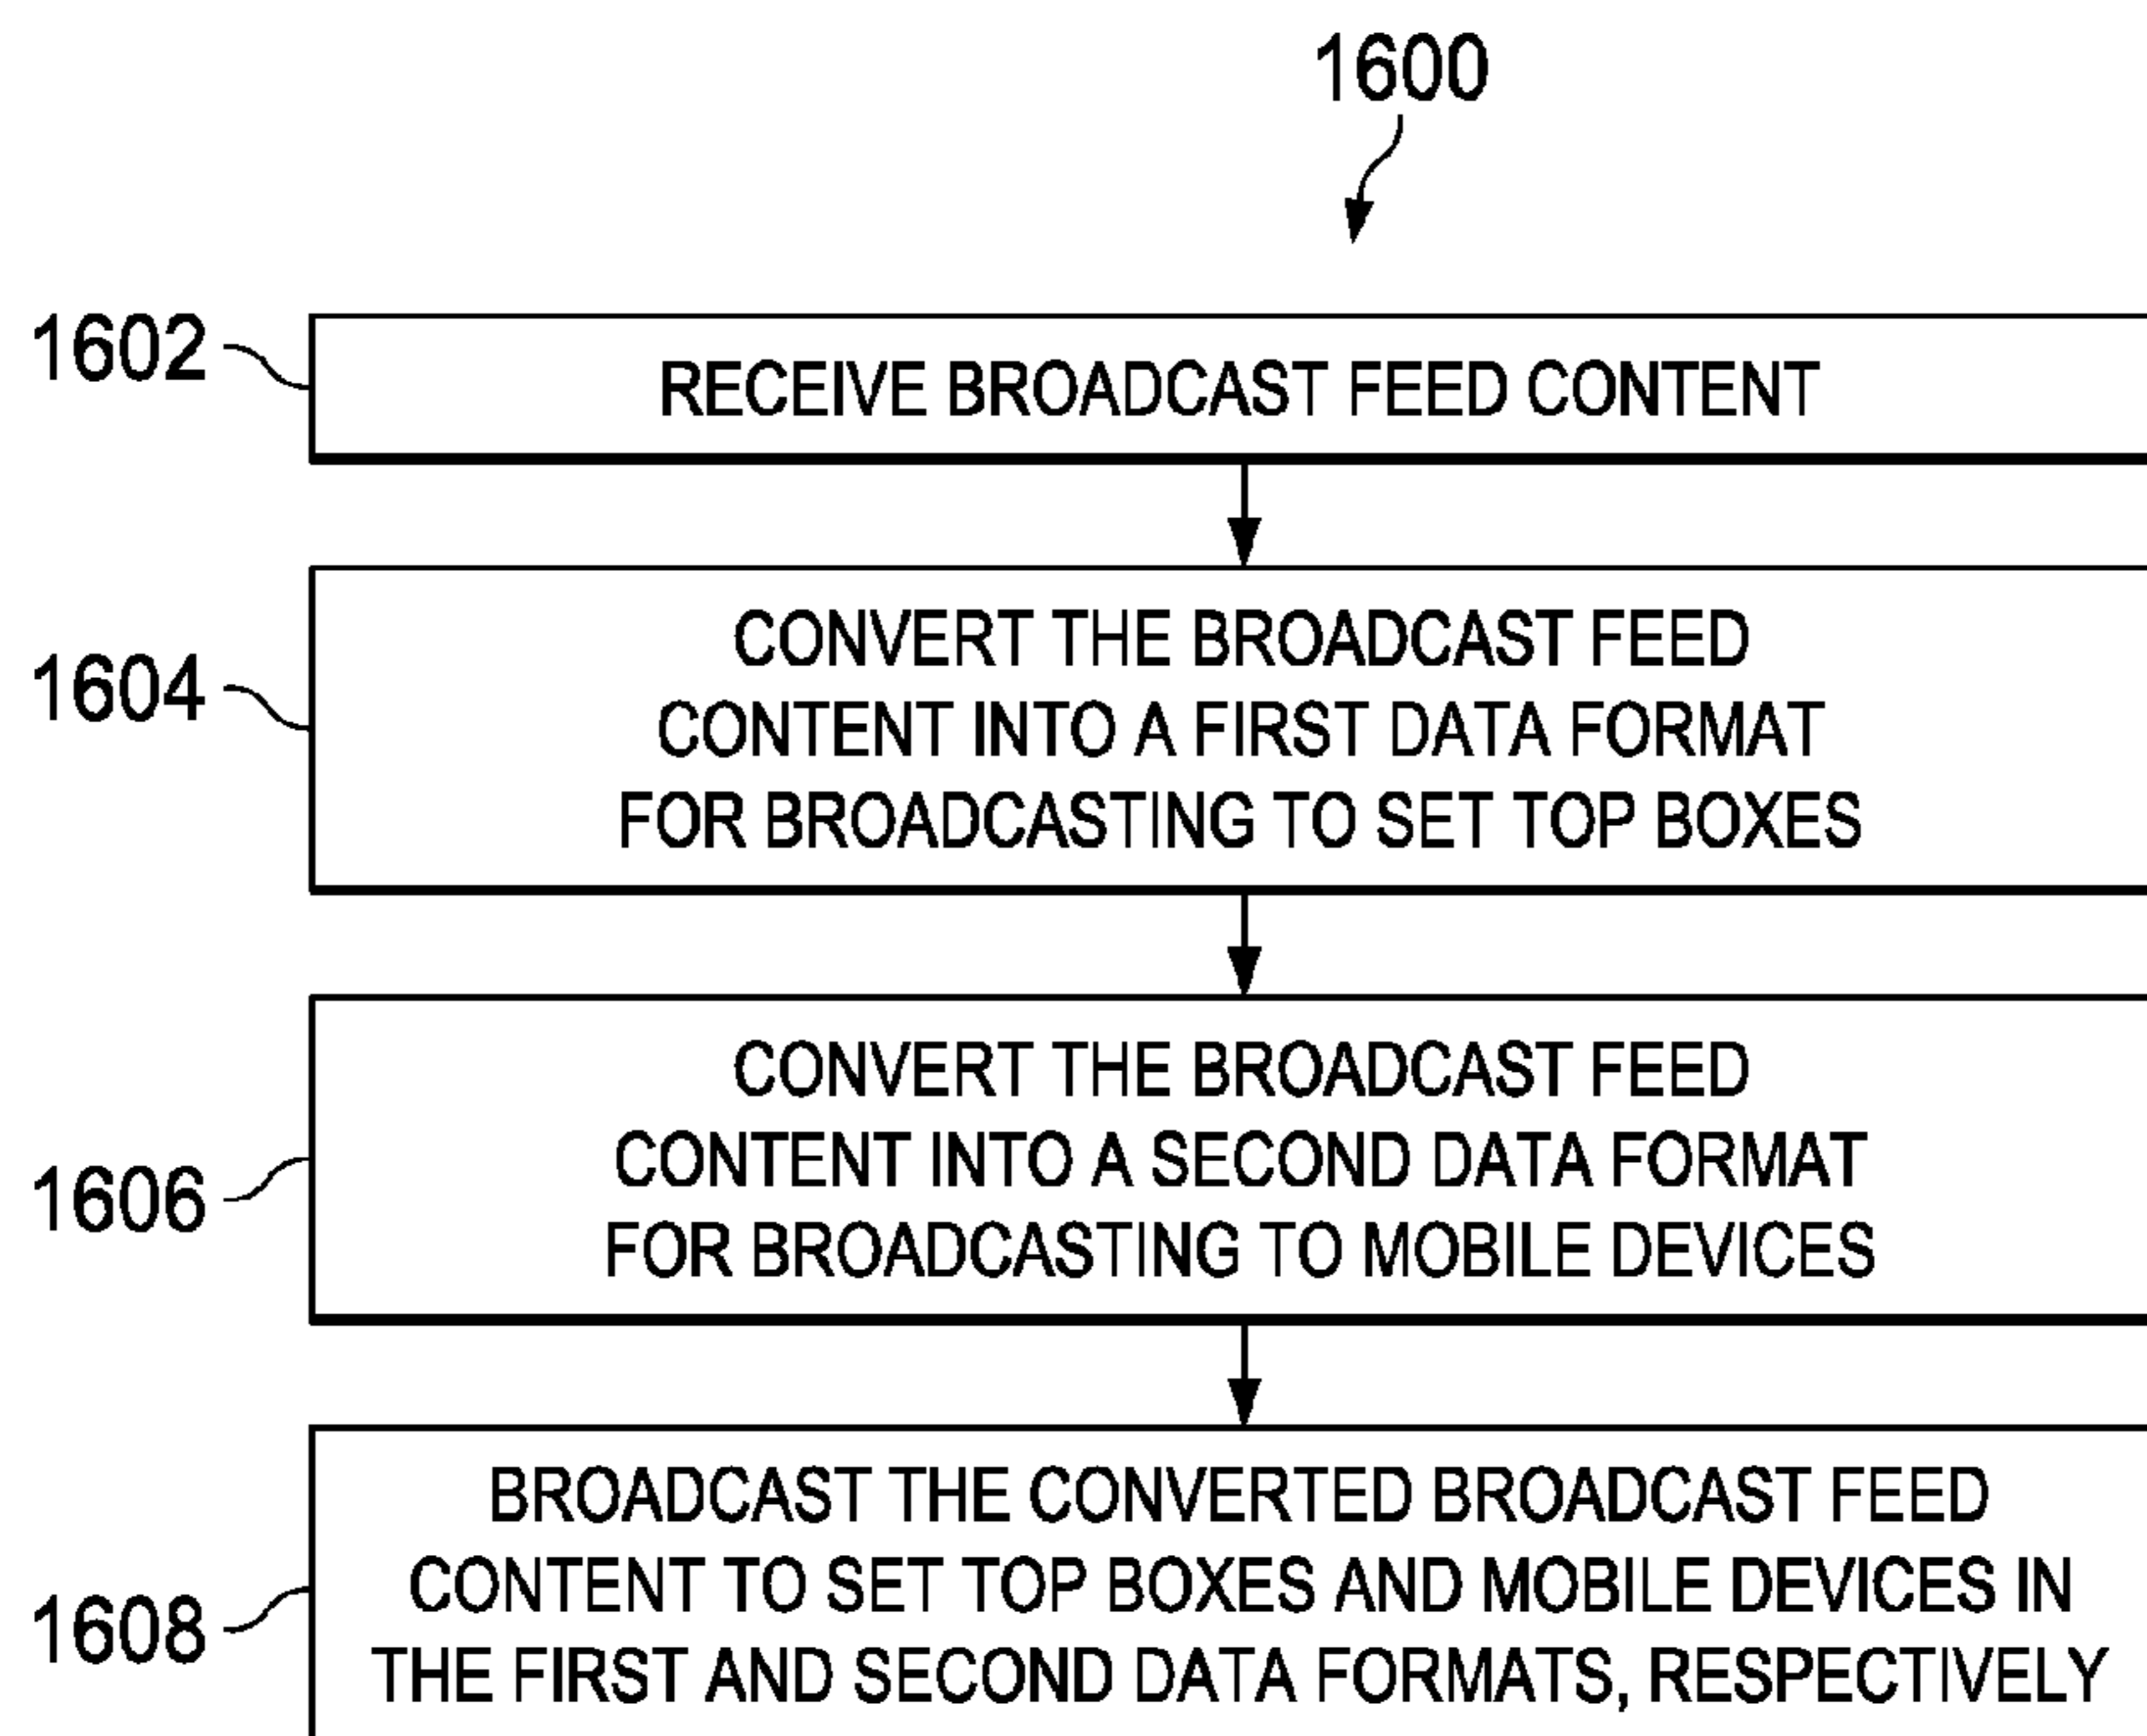 1600
1602
RECEIVE BROADCAST FEED CONTENT
1604
CONVERT THE BROADCAST FEED
CONTENT INTO A FIRST DATA FORMAT
FOR BROADCASTING TO SET TOP BOXES
1606
CONVERT THE BROADCAST FEED
CONTENT INTO A SECOND DATA FORMAT
FOR BROADCASTING TO MOBILE DEVICES
1608
BROADCAST THE CONVERTED BROADCAST FEED
CONTENT TO SET TOP BOXES AND MOBILE DEVICES IN
THE FIRST AND SECOND DATA FORMATS, RESPECTIVELY